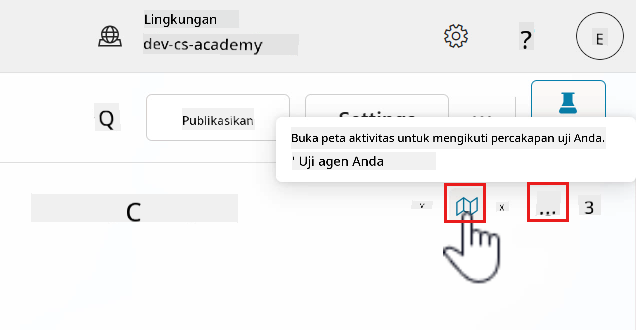 Lingkungan
dev-cs-academy
?
E
Q
Publikasikan
Settings
...
Buka peta aktivitas untuk mengikuti percakapan uji Anda.
' Uji agen Anda
C
Y
x
...
3